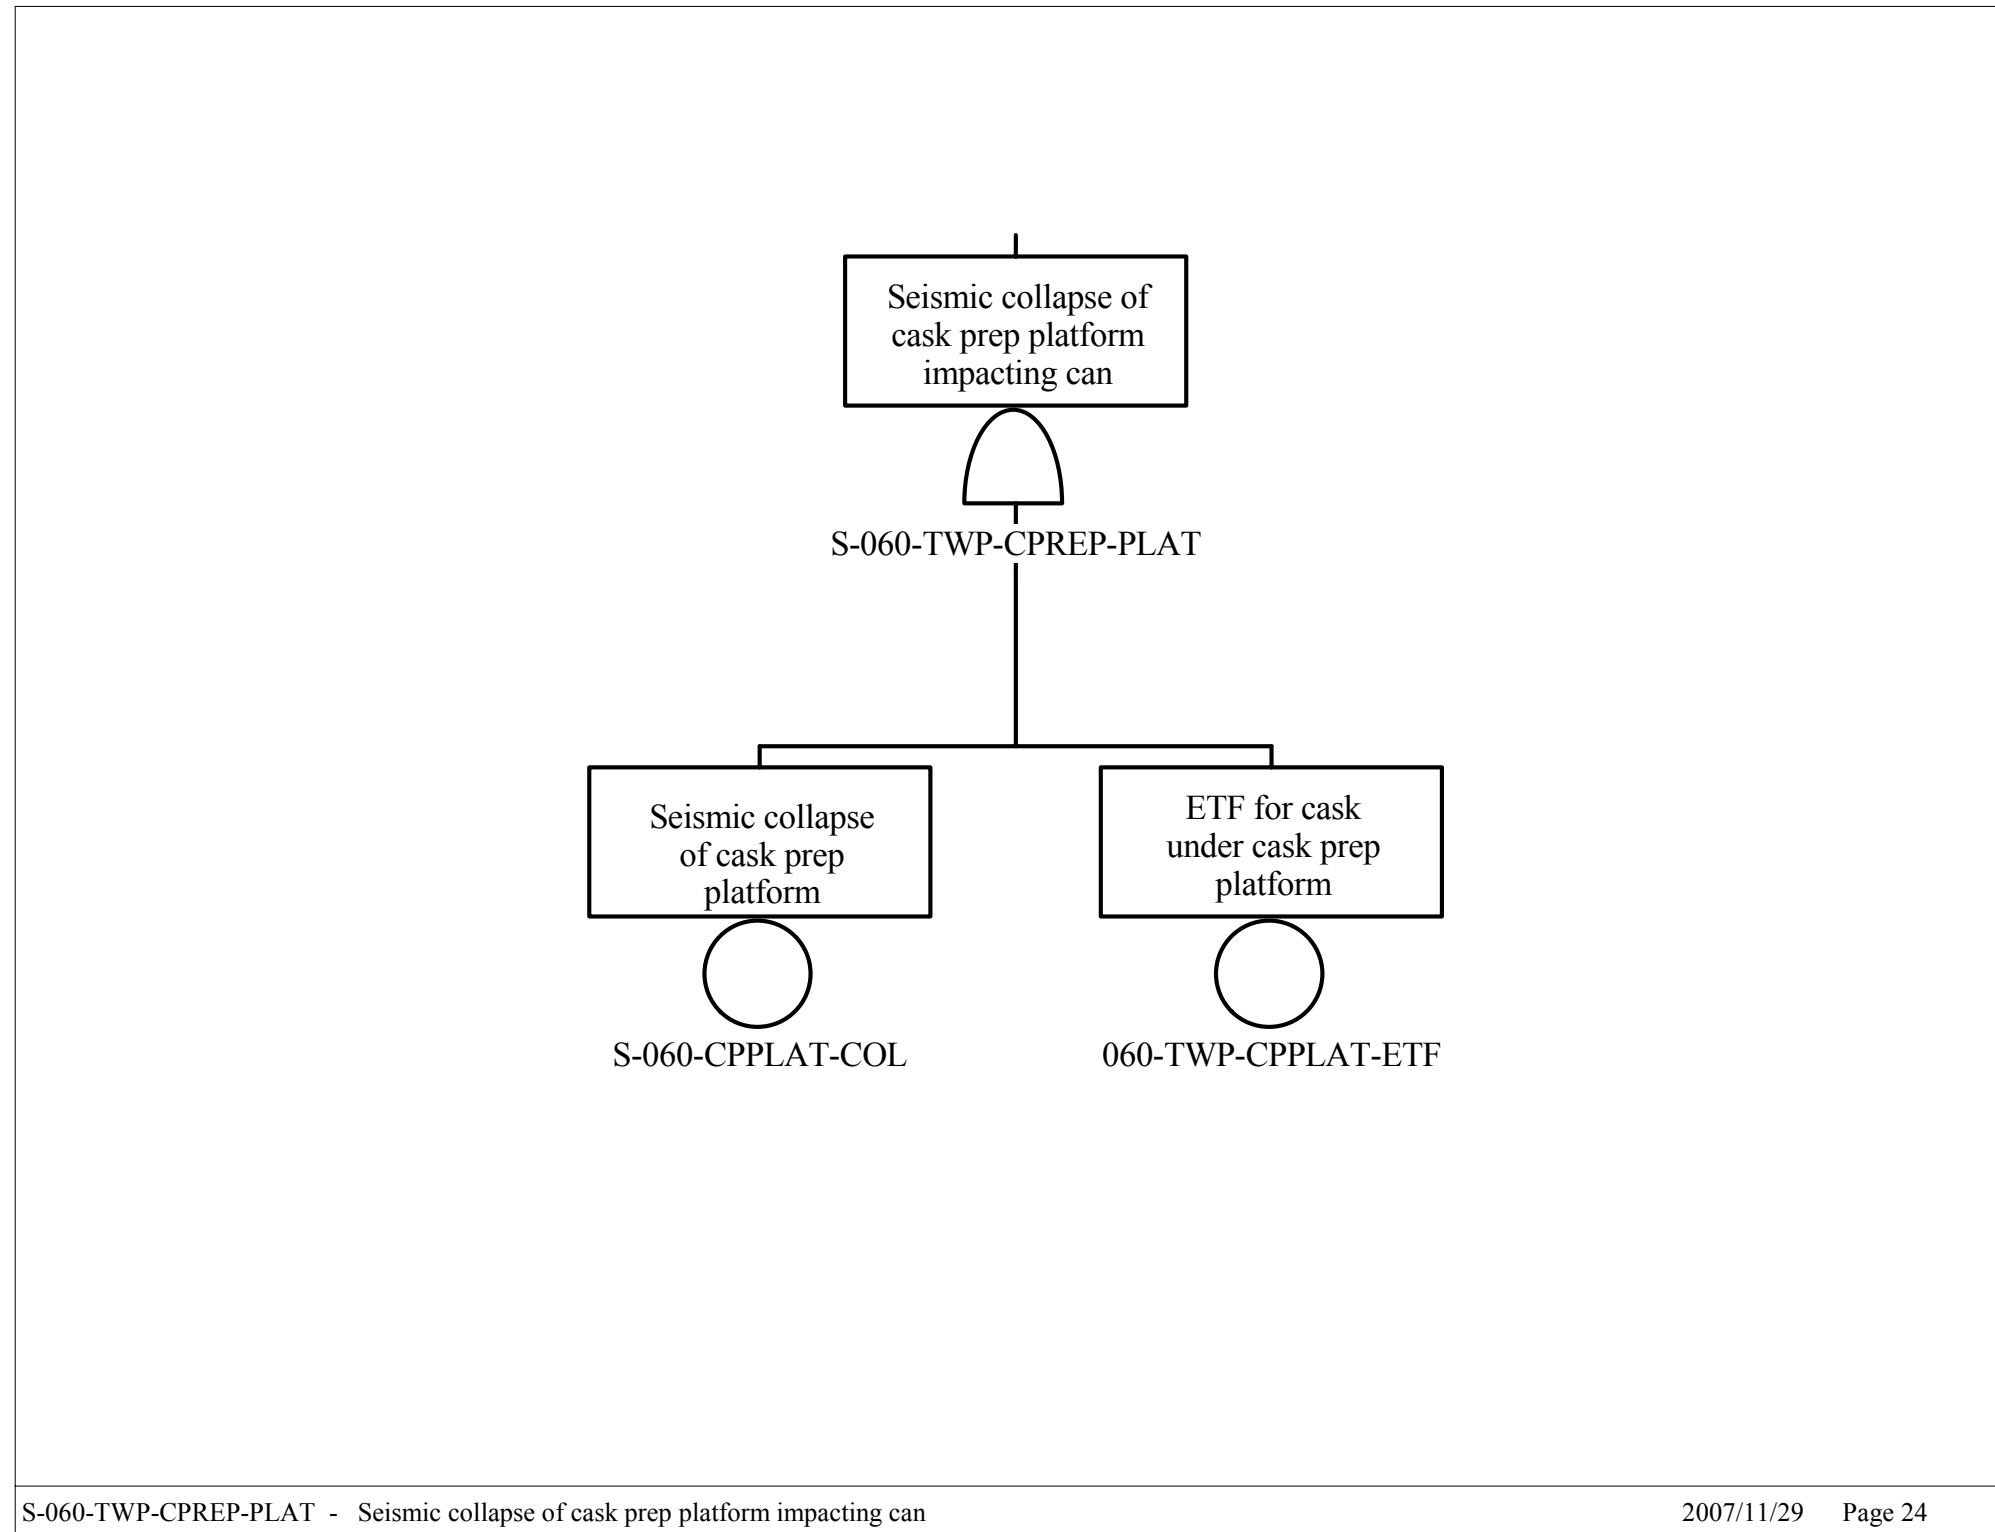 Seismic collapse of
cask prep platform
impacting can
S-060-TWP-CPREP-PLAT
Seismic collapse
of cask prep
platform
S-060-CPPLAT-COL
ETF for cask
under cask prep
platform
060-TWP-CPPLAT-ETF
S-060-TWP-CPREP-PLAT - Seismic collapse of cask prep platform impacting can 2007/11/29 Page 24